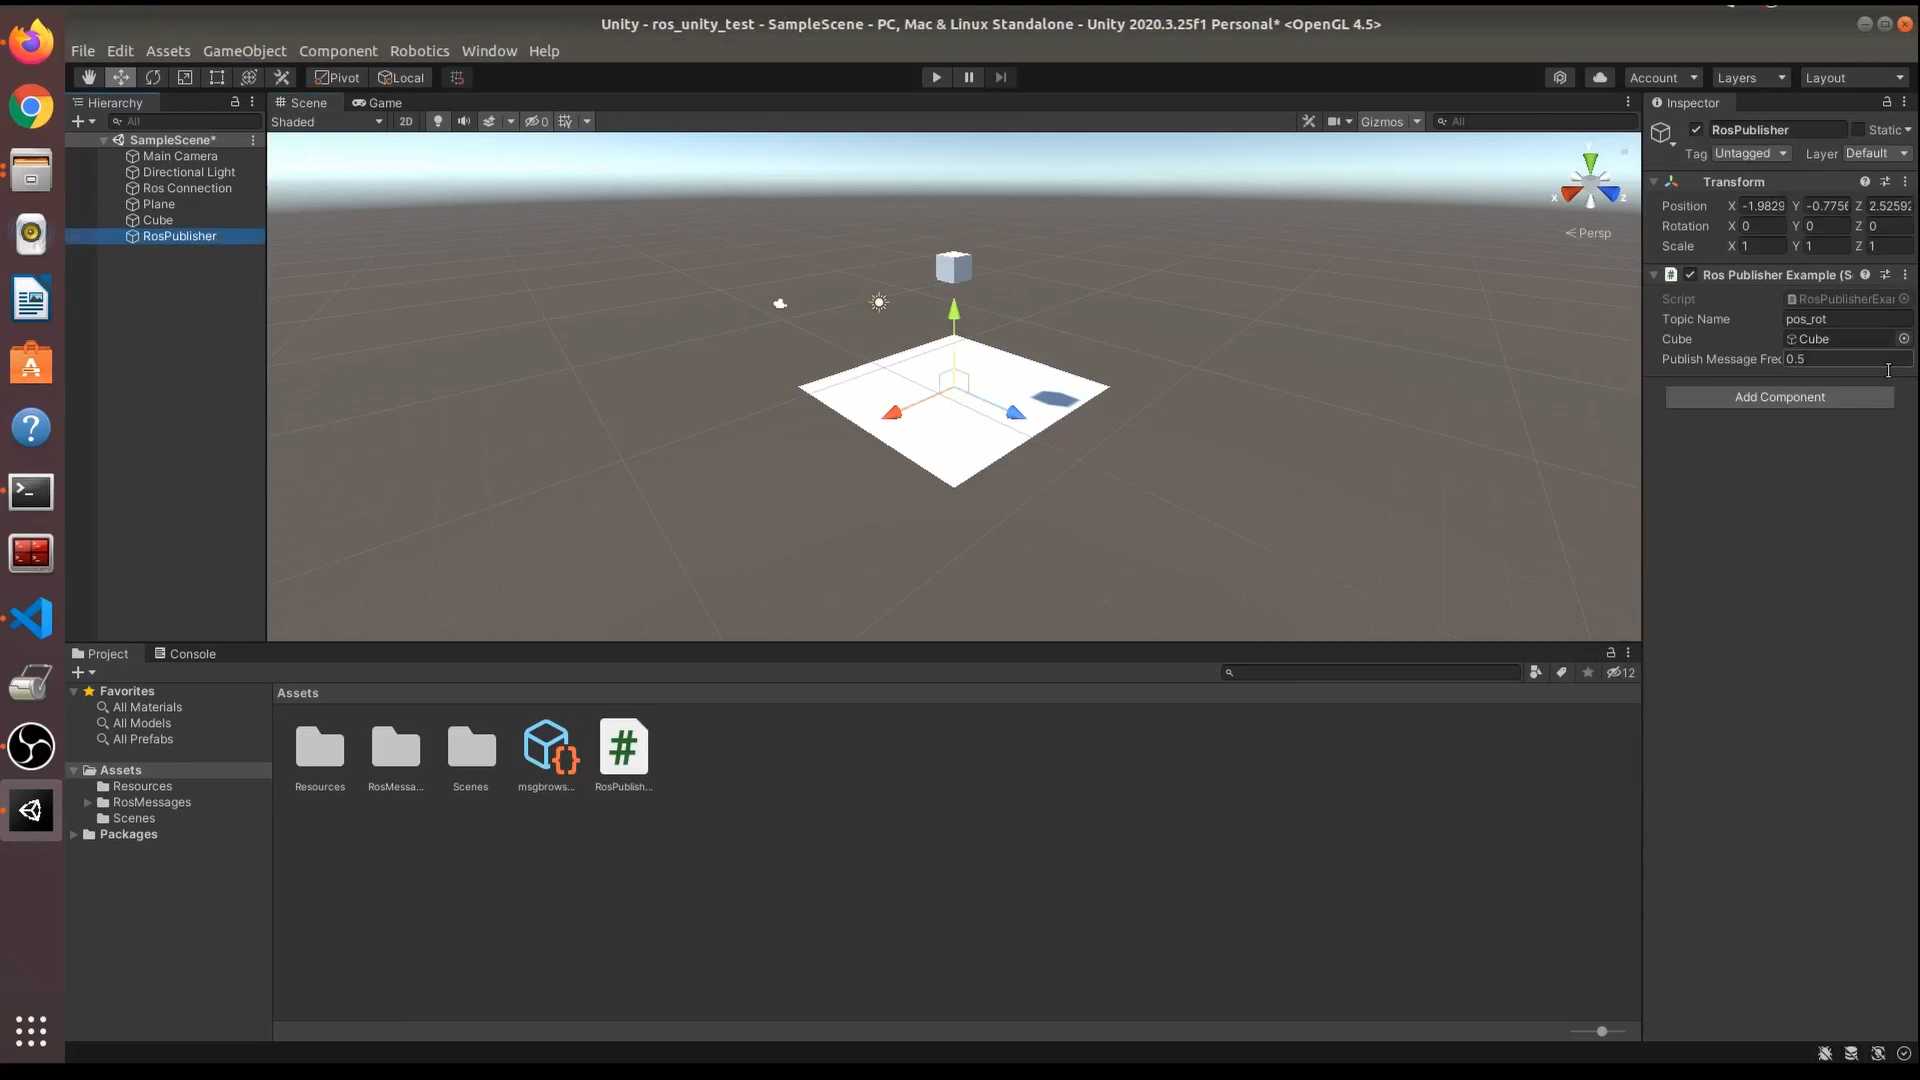 Unity - ros_unity_test - SampleScene - PC, Mac & Linux Standalone - Unity 2020.3.25f1 Personal* <OpenGL 4.5>
File Edit Assets GameObject Component Robotics Window Help
Pivot Local Account Layers Layout
Hierarchy
All
SampleScene*
Main Camera
Directional Light
Ros Connection
Plane
Cube
RosPublisher
Scene Game
Shaded 2D 0 Gizmos All
y
x z
Persp
Inspector
RosPublisher Static
Tag Untagged Layer Default
Transform
Position X -1.9829 Y -0.7756 Z 2.5259
Rotation X 0 Y 0 Z 0
Scale X 1 Y 1 Z 1
Ros Publisher Example (S
Script RosPublisherExar
Topic Name pos_rot
Cube Cube
Publish Message Frec 0.5
Add Component
Project Console
12
Favorites
All Materials
All Models
All Prefabs
Assets
Resources
RosMessages
Scenes
Packages
Assets
Resources RosMessa... Scenes msgbrows... RosPublish...